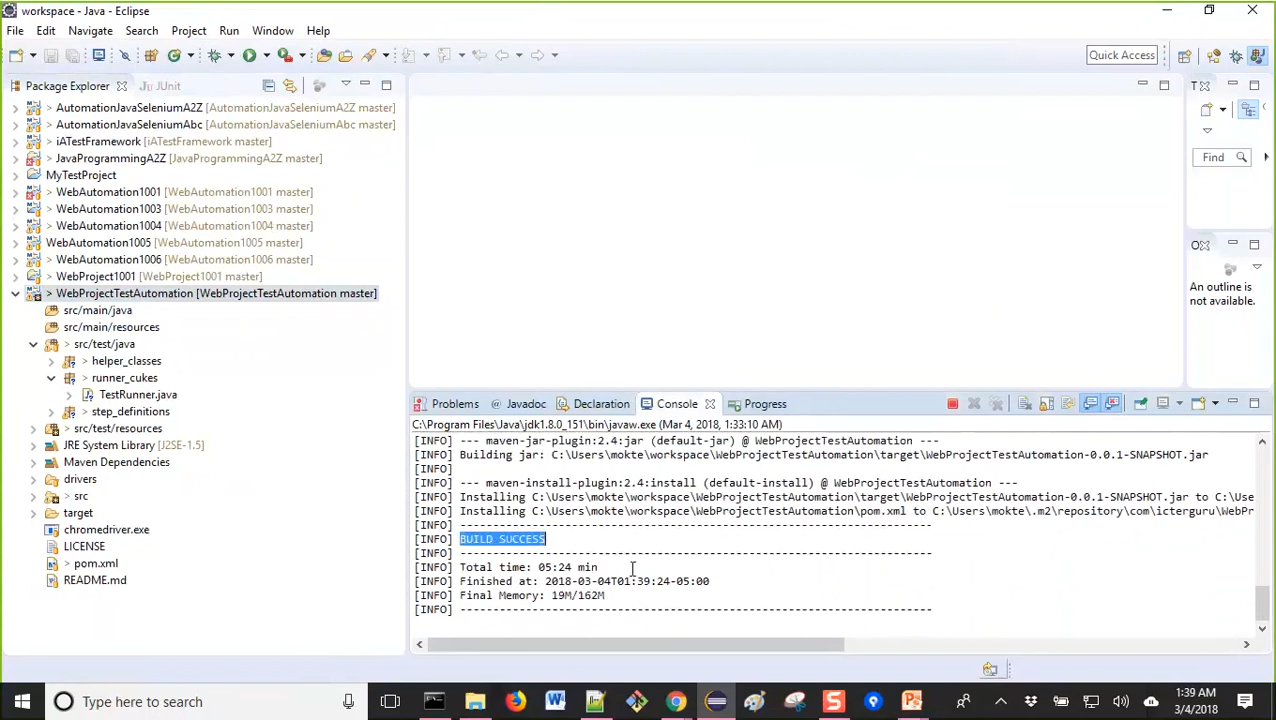 workspace - Java - Eclipse
File Edit Navigate Search Project Run Window Help
Quick Access
Package Explorer
JUnit
> AutomationJavaSeleniumA2Z [AutomationJavaSeleniumA2Z master]
> AutomationJavaSeleniumAbc [AutomationJavaSeleniumAbc master]
> iATestFramework [iATestFramework master]
> JavaProgrammingA2Z [JavaProgrammingA2Z master]
MyTestProject
> WebAutomation1001 [WebAutomation1001 master]
> WebAutomation1003 [WebAutomation1003 master]
> WebAutomation1004 [WebAutomation1004 master]
WebAutomation1005 [WebAutomation1005 master]
> WebAutomation1006 [WebAutomation1006 master]
> WebProject1001 [WebProject1001 master]
> WebProjectTestAutomation [WebProjectTestAutomation master]
src/main/java
src/main/resources
> src/test/java
> helper_classes
> runner_cukes
TestRunner.java
> step_definitions
> src/test/resources
JRE System Library [J2SE-1.5]
Maven Dependencies
drivers
> src
> target
chromedriver.exe
LICENSE
> pom.xml
README.md
T
Find
O
An outline is
not available.
Problems @ Javadoc Declaration Console Progress
C:\Program Files\Java\jdk1.8.0_151\bin\javaw.exe (Mar 4, 2018, 1:33:10 AM)
[INFO] --- maven-jar-plugin:2.4:jar (default-jar) @ WebProjectTestAutomation ---
[INFO] Building jar: C:\Users\mokte\workspace\WebProjectTestAutomation\target\WebProjectTestAutomation-0.0.1-SNAPSHOT.jar
[INFO]
[INFO] --- maven-install-plugin:2.4:install (default-install) @ WebProjectTestAutomation ---
[INFO] Installing C:\Users\mokte\workspace\WebProjectTestAutomation\target\WebProjectTestAutomation-0.0.1-SNAPSHOT.jar to C:\Use
[INFO] Installing C:\Users\mokte\workspace\WebProjectTestAutomation\pom.xml to C:\Users\mokte\.m2\repository\com\icterguru\WebPr
[INFO] ------------------------------------------------------------------------
[INFO] BUILD SUCCESS
[INFO] ------------------------------------------------------------------------
[INFO] Total time: 05:24 min
[INFO] Finished at: 2018-03-04T01:39:24-05:00
[INFO] Final Memory: 19M/162M
[INFO] ------------------------------------------------------------------------
Type here to search
1:39 AM
3/4/2018